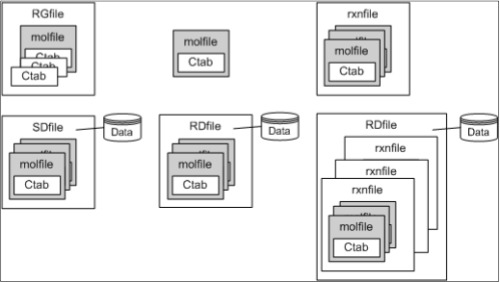 RGfile
molfile
Ctab
Ctab
Ctab
molfile
Ctab
rxnfile
molfile
Ctab
SDfile
Data
molfile
Ctab
RDfile
Data
molfile
Ctab
RDfile
Data
rxnfile
rxnfile
rxnfile
molfile
Ctab